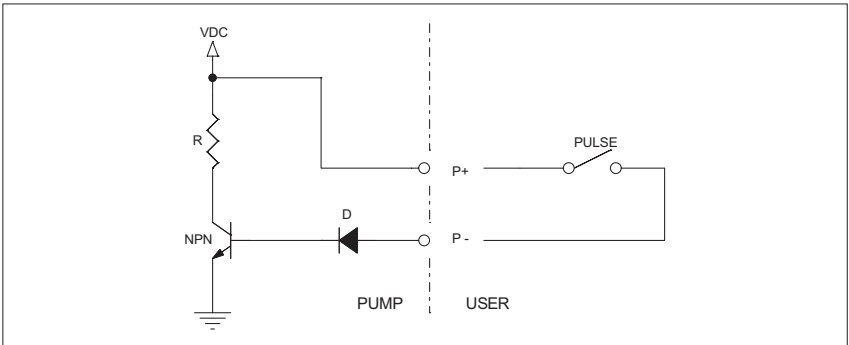 VDC
R
PULSE
P+
D
NPN
P -
PUMP
USER